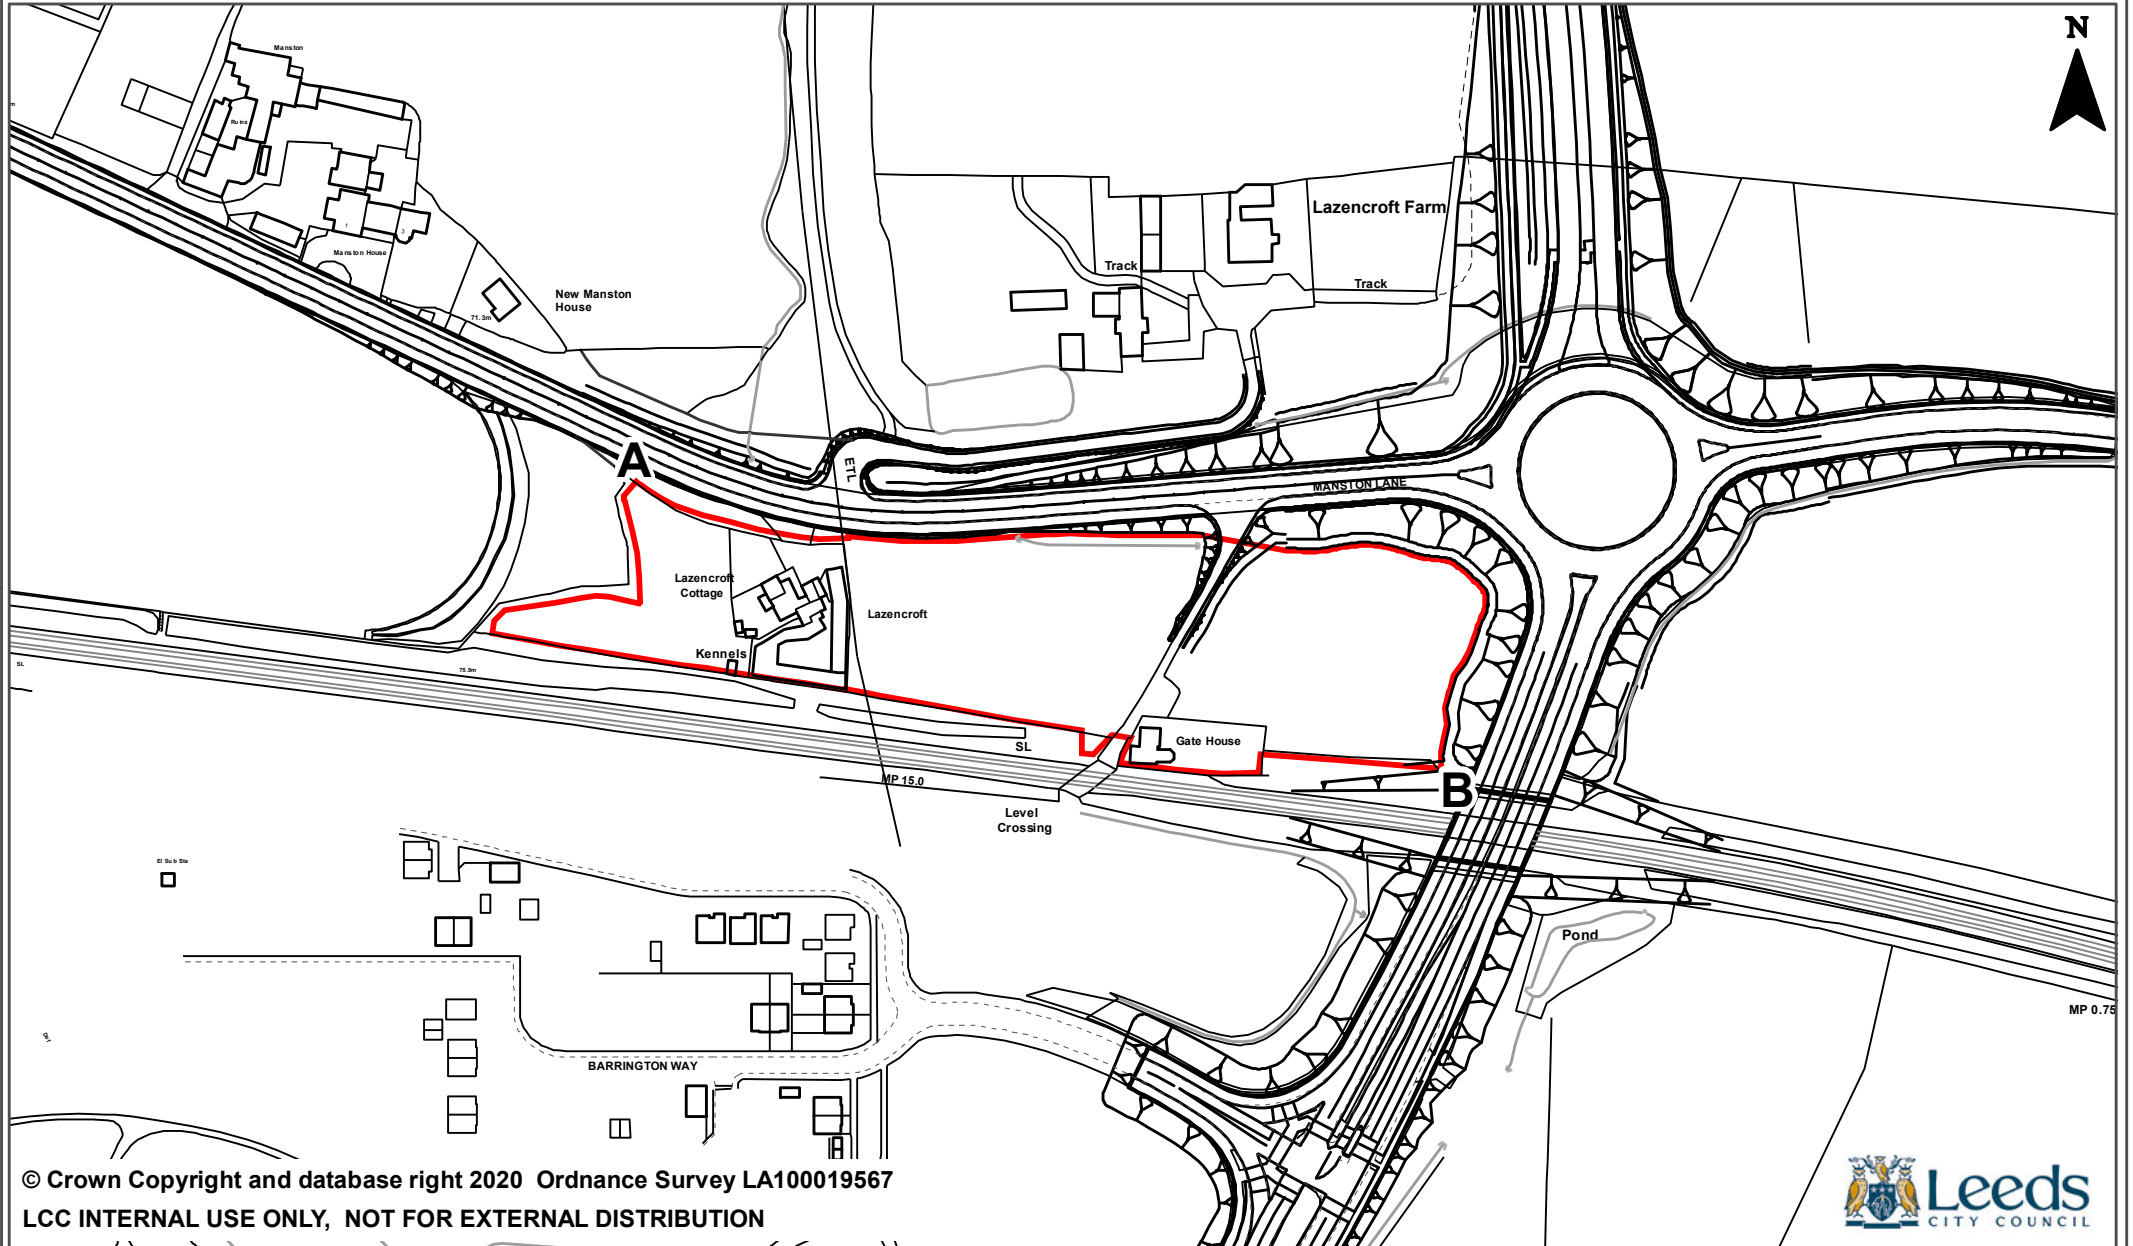 N
Manston
Ruins
1
3
Manston House
71.3m
New Manston
House
Lazencroft Farm
Track
Track
A
ETL
MANSTON LANE
Lazencroft
Cottage
Lazencroft
Kennels
SL
75.9m
Gate House
SL
MP 15.0
B
Level
Crossing
El Sub Sta
Pond
MP 0.75
BARRINGTON WAY
© Crown Copyright and database right 2020 Ordnance Survey LA100019567
LCC INTERNAL USE ONLY, NOT FOR EXTERNAL DISTRIBUTION
Leeds
CITY COUNCIL